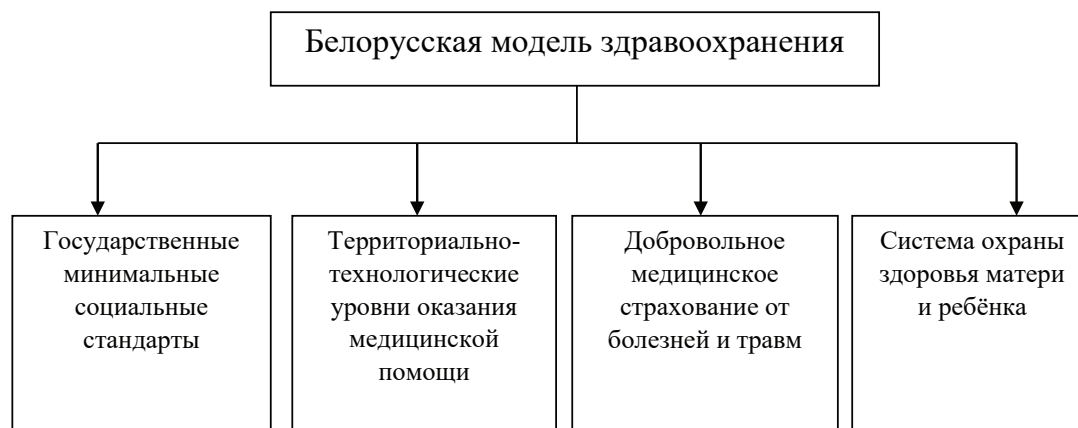 Белорусская модель здравоохранения
Государственные
минимальные
социальные
стандарты
Территориально-
технологические
уровни оказания
медицинской
помощи
Добровольное
медицинское
страхование от
болезней и травм
Система охраны
здоровья матери
и ребёнка